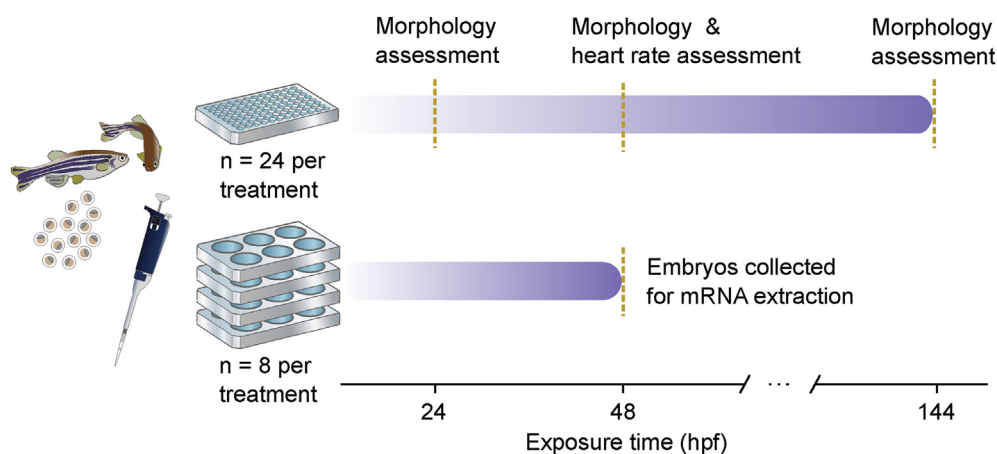 Morphology
assessment
Morphology &
heart rate assessment
Morphology
assessment
n = 24 per
treatment
Embryos collected
for mRNA extraction
n = 8 per
treatment
...
24
48
144
Exposure time (hpf)